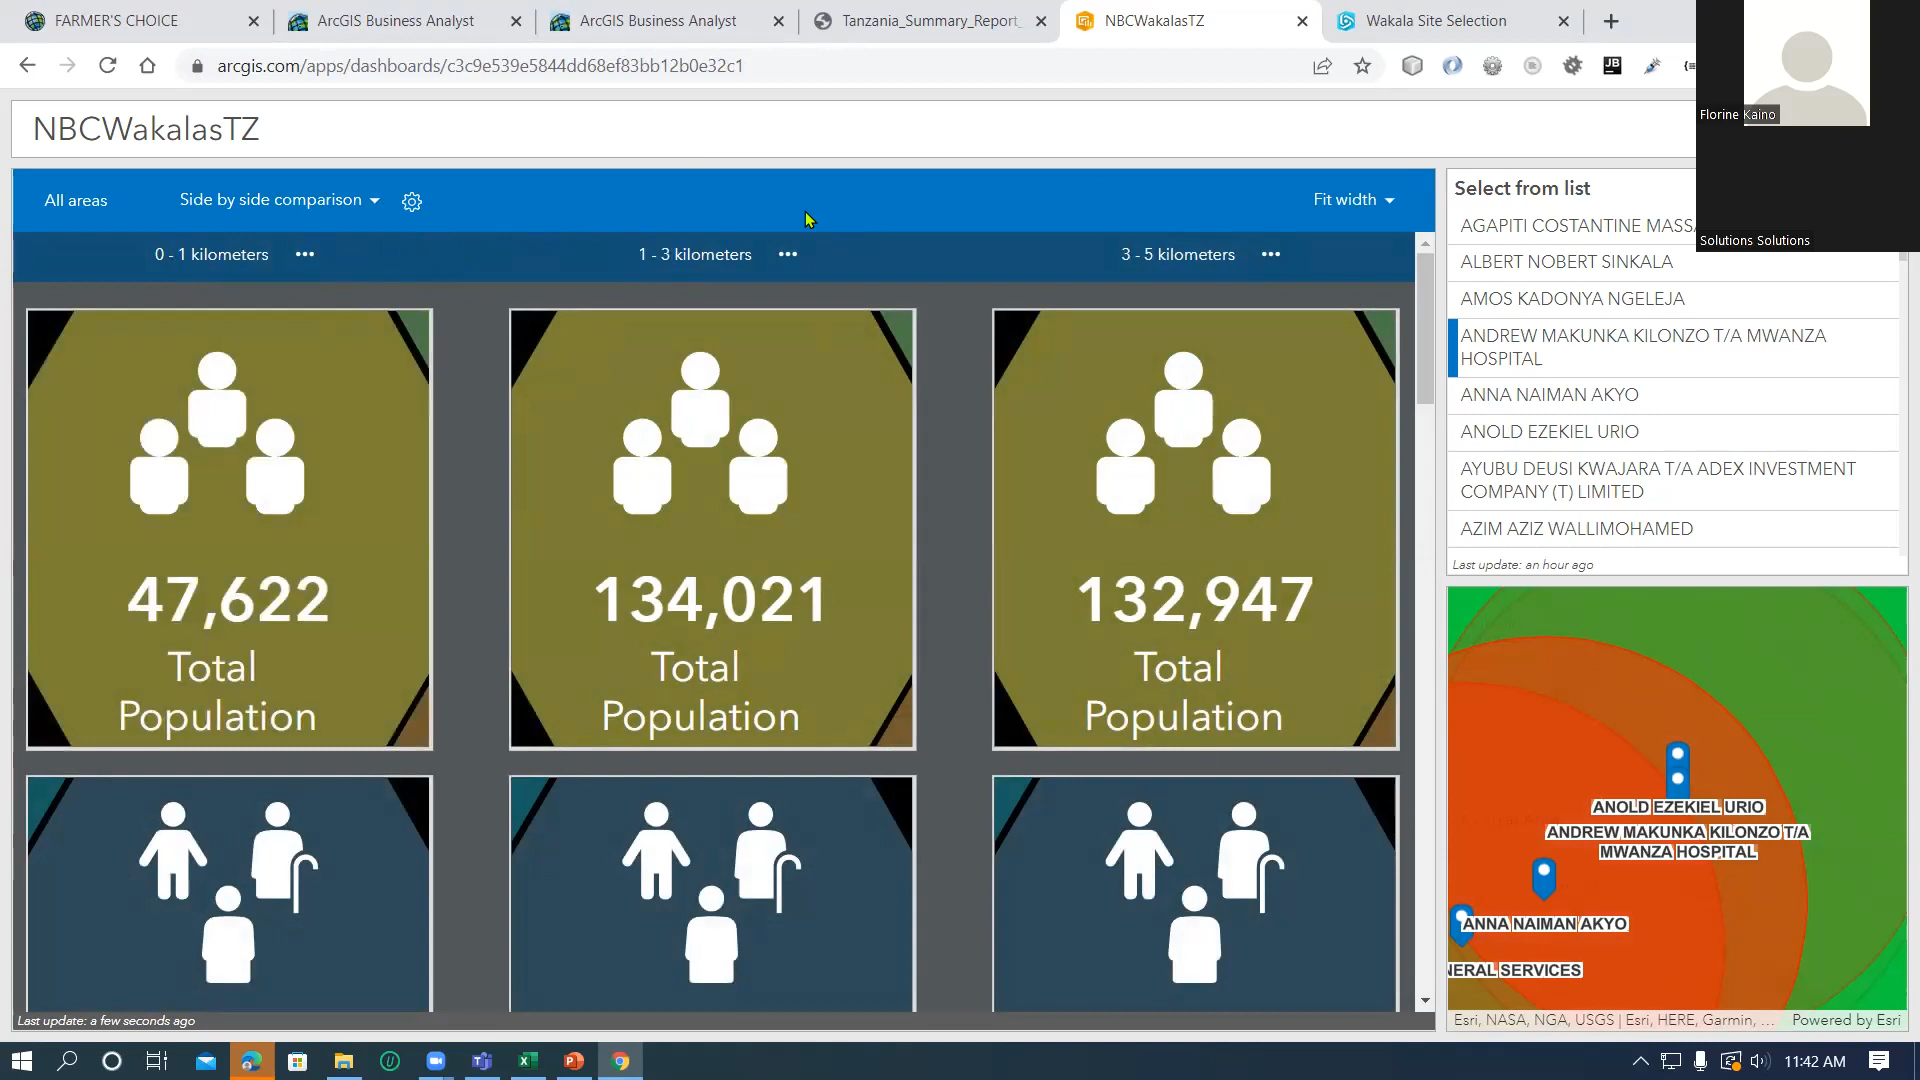 FARMER'S CHOICE
ArcGIS Business Analyst
ArcGIS Business Analyst
Tanzania_Summary_Report_
NBCWakalasTZ
Wakala Site Selection
arcgis.com/apps/dashboards/c3c9e539e5844dd68ef83bb12b0e32c1
JB
Florine Kaino
Solutions Solutions
NBCWakalasTZ
All areas
Side by side comparison
Fit width
0 - 1 kilometers
1 - 3 kilometers
3 - 5 kilometers
47,622
Total
Population
134,021
Total
Population
132,947
Total
Population
Last update: a few seconds ago
Select from list
AGAPITI COSTANTINE MASSA
ALBERT NOBERT SINKALA
AMOS KADONYA NGELEJA
ANDREW MAKUNKA KILONZO T/A MWANZA
HOSPITAL
ANNA NAIMAN AKYO
ANOLD EZEKIEL URIO
AYUBU DEUSI KWAJARA T/A ADEX INVESTMENT
COMPANY (T) LIMITED
AZIM AZIZ WALLIMOHAMED
Last update: an hour ago
ANOLD EZEKIEL URIO
ANDREW MAKUNKA KILONZO T/A
MWANZA HOSPITAL
ANNA NAIMAN AKYO
NERAL SERVICES
Esri, NASA, NGA, USGS | Esri, HERE, Garmin, ...
Powered by Esri
11:42 AM